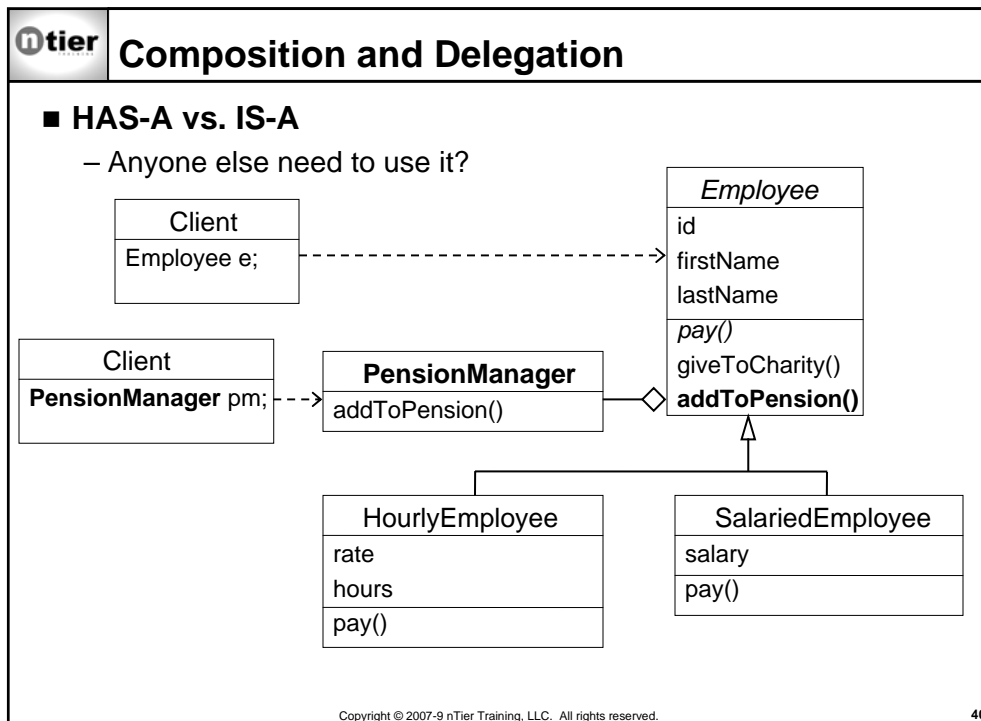 ntier
Composition and Delegation
■ HAS-A vs. IS-A
– Anyone else need to use it?
Client
Employee e;
Employee
id
firstName
lastName
pay()
giveToCharity()
addToPension()
Client
PensionManager pm;
PensionManager
addToPension()
HourlyEmployee
rate
hours
pay()
SalariedEmployee
salary
pay()
Copyright © 2007-9 nTier Training, LLC. All rights reserved.